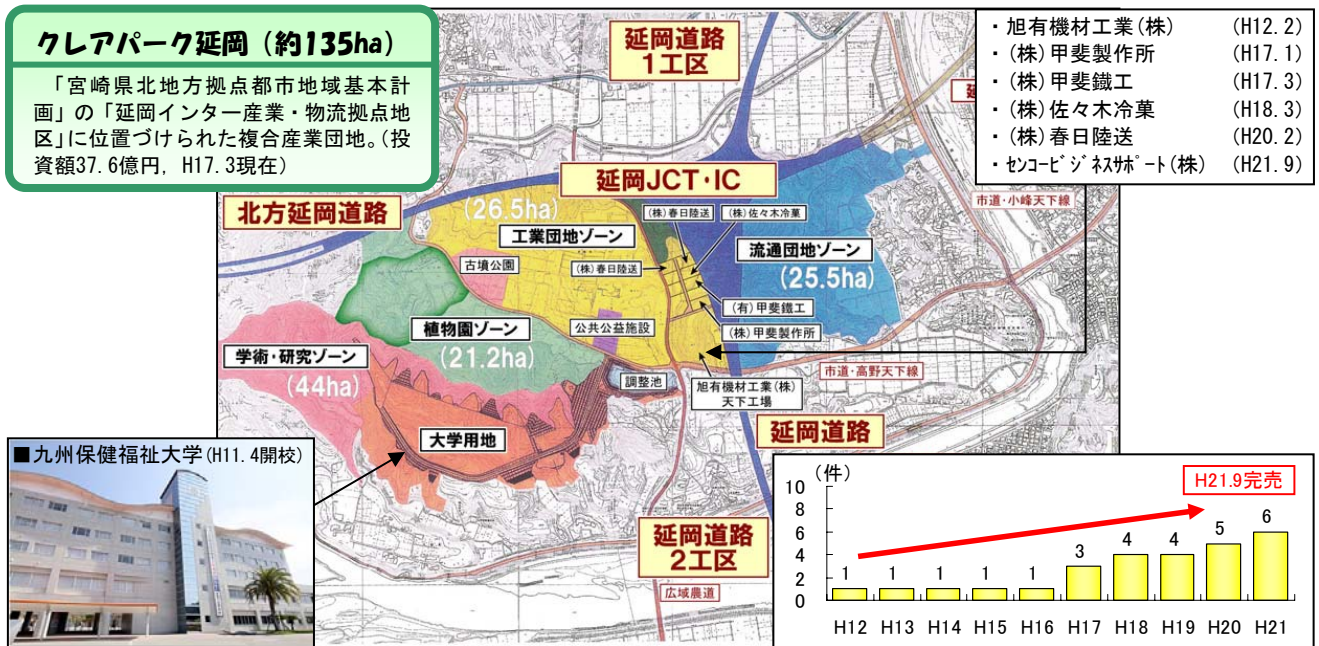 クレアパーク延岡（約135ha）
「宮崎県北地方拠点都市地域基本計
画」の「延岡インター産業・物流拠点地
区」に位置づけられた複合産業団地。（投
資額37.6億円，H17.3現在）
延岡道路
1工区
延
・旭有機材工業(株) (H12.2)
・(株)甲斐製作所 (H17.1)
・(株)甲斐鐵工 (H17.3)
・(株)佐々木冷菓 (H18.3)
・(株)春日陸送 (H20.2)
・ｾﾝｺｰﾋﾞｼﾞﾈｽｻﾎﾟｰﾄ(株) (H21.9)
延岡JCT・IC
北方延岡道路
市道・小峰天下線
(26.5ha)
工業団地ゾーン
(株)春日陸送
(株)佐々木冷菓
流通団地ゾーン
(25.5ha)
古墳公園
(株)春日陸送
(有)甲斐鐵工
(株)甲斐製作所
公共公益施設
植物園ゾーン
(21.2ha)
学術・研究ゾーン
(44ha)
調整池
旭有機材工業(株)
天下工場
市道・高野天下線
大学用地
延岡道路
■九州保健福祉大学(H11.4開校)
延岡道路
2工区
広域農道
(件)
H21.9完売
10
8
6
4
2
0
1 1 1 1 1 3 4 4 5 6
H12 H13 H14 H15 H16 H17 H18 H19 H20 H21